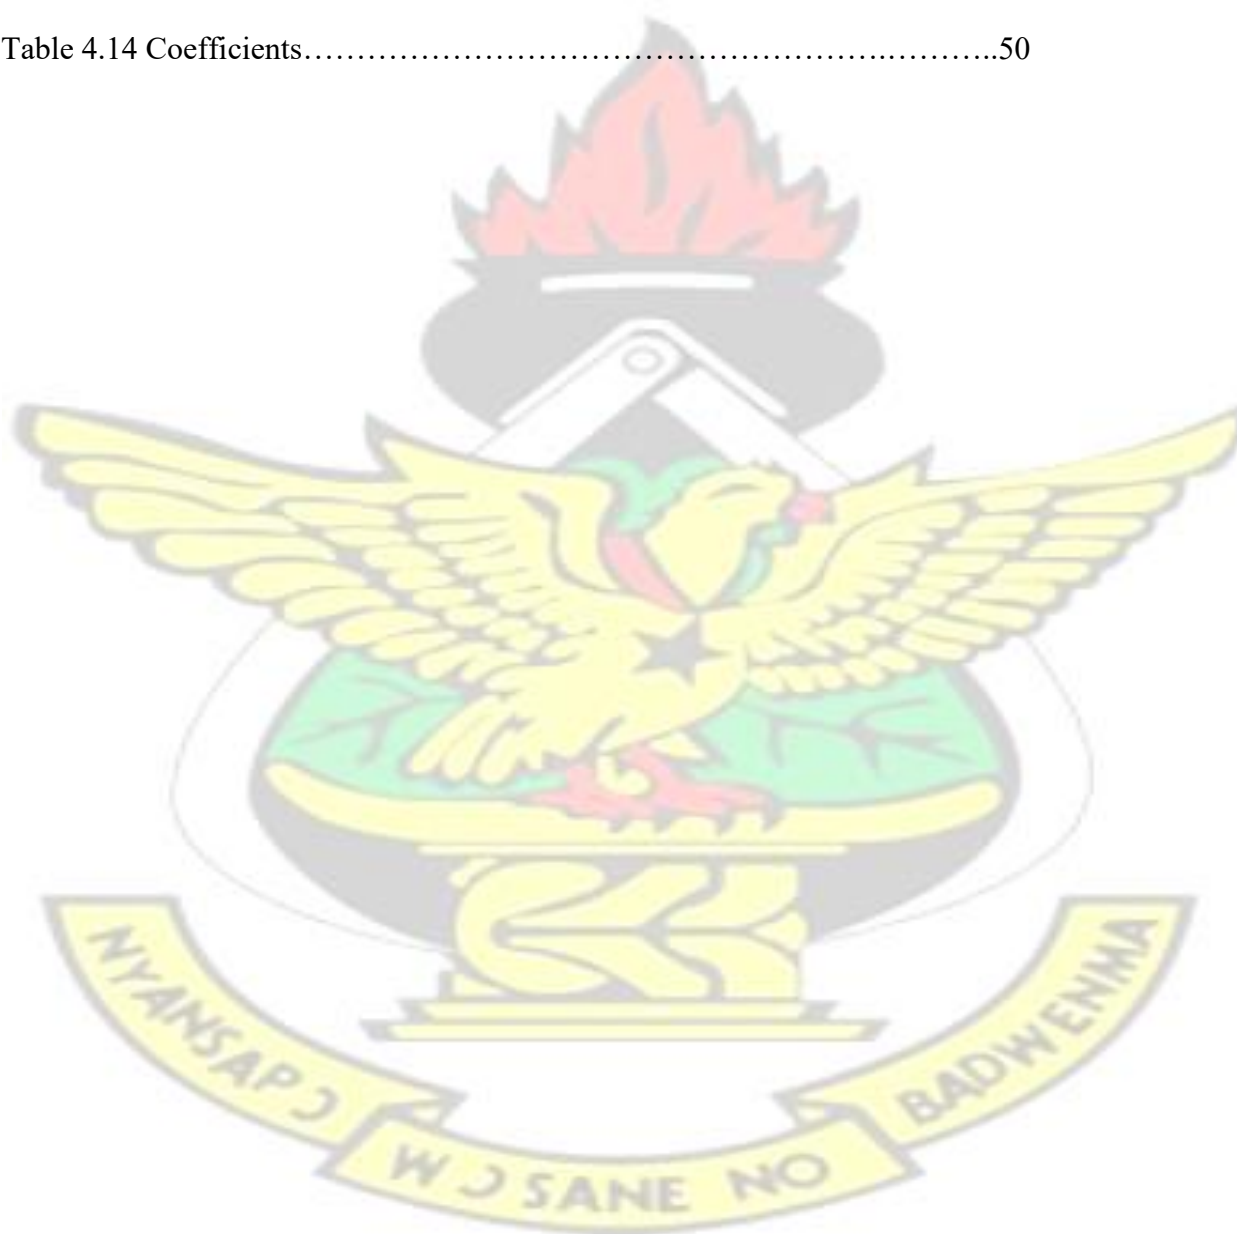 Table 4.14 Coefficients…………………………………………….………..50
NYANSAPƆ
WƆSANE NO
BADWENMA